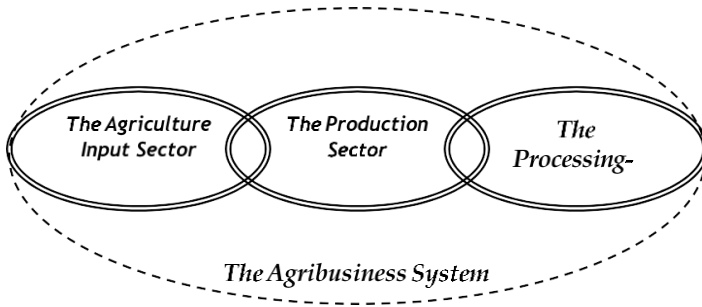 The Agriculture
Input Sector
The Production
Sector
The
Processing-
The Agribusiness System